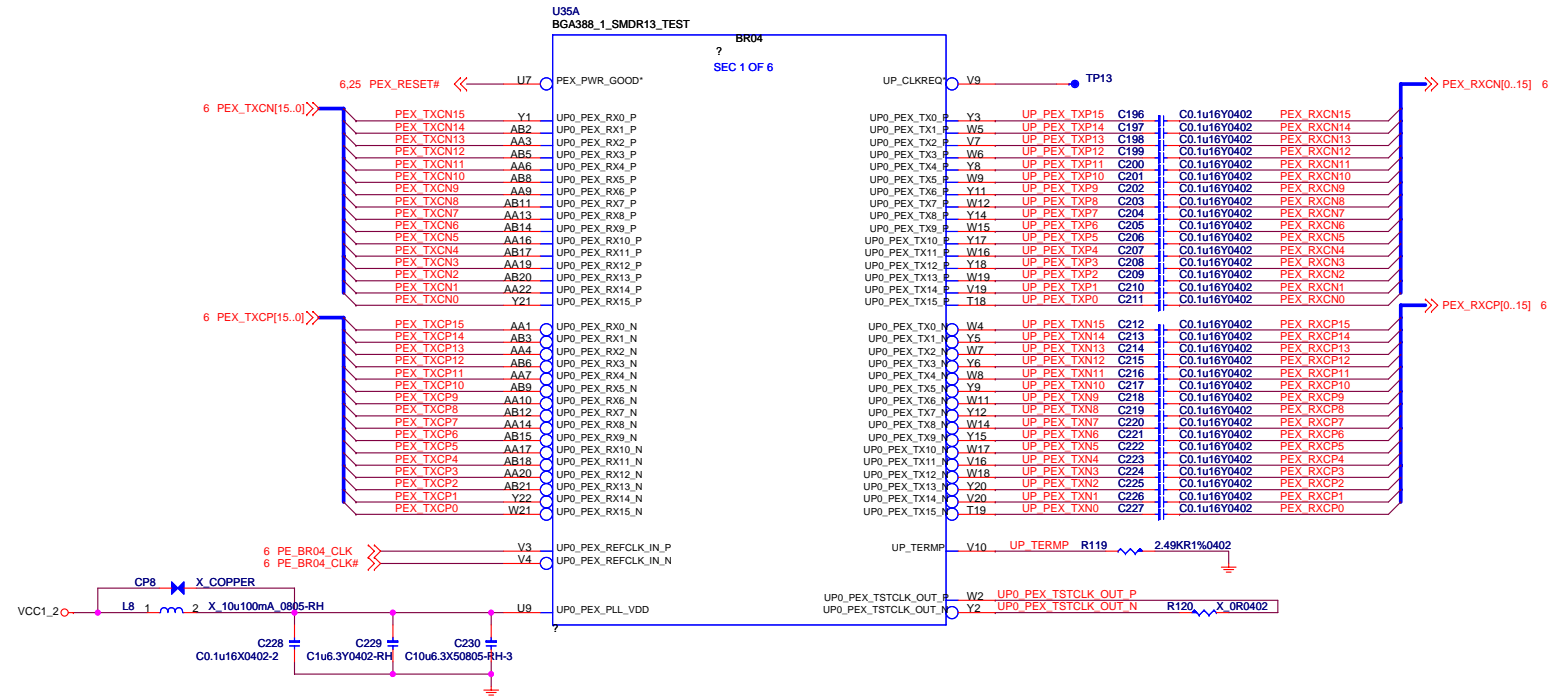 U35A
BGA388_1_SMDR13_TEST
BR04
?
SEC 1 OF 6
6,25 PEX_RESET# U7 PEX_PWR_GOOD* UP_CLKREQ* V9 TP13
6 PEX_TXCN[15..0] PEX_RXCN[0..15] 6
PEX_TXCN15 Y1 UP0_PEX_RX0_P UP0_PEX_TX0_P Y3 UP_PEX_TXP15 C196 C0.1u16Y0402 PEX_RXCN15
PEX_TXCN14 AB2 UP0_PEX_RX1_P UP0_PEX_TX1_P W5 UP_PEX_TXP14 C197 C0.1u16Y0402 PEX_RXCN14
PEX_TXCN13 AA3 UP0_PEX_RX2_P UP0_PEX_TX2_P V7 UP_PEX_TXP13 C198 C0.1u16Y0402 PEX_RXCN13
PEX_TXCN12 AB5 UP0_PEX_RX3_P UP0_PEX_TX3_P W6 UP_PEX_TXP12 C199 C0.1u16Y0402 PEX_RXCN12
PEX_TXCN11 AA6 UP0_PEX_RX4_P UP0_PEX_TX4_P Y8 UP_PEX_TXP11 C200 C0.1u16Y0402 PEX_RXCN11
PEX_TXCN10 AB8 UP0_PEX_RX5_P UP0_PEX_TX5_P W9 UP_PEX_TXP10 C201 C0.1u16Y0402 PEX_RXCN10
PEX_TXCN9 AA9 UP0_PEX_RX6_P UP0_PEX_TX6_P Y11 UP_PEX_TXP9 C202 C0.1u16Y0402 PEX_RXCN9
PEX_TXCN8 AB11 UP0_PEX_RX7_P UP0_PEX_TX7_P W12 UP_PEX_TXP8 C203 C0.1u16Y0402 PEX_RXCN8
PEX_TXCN7 AA13 UP0_PEX_RX8_P UP0_PEX_TX8_P Y14 UP_PEX_TXP7 C204 C0.1u16Y0402 PEX_RXCN7
PEX_TXCN6 AB14 UP0_PEX_RX9_P UP0_PEX_TX9_P W15 UP_PEX_TXP6 C205 C0.1u16Y0402 PEX_RXCN6
PEX_TXCN5 AA16 UP0_PEX_RX10_P UP0_PEX_TX10_P Y17 UP_PEX_TXP5 C206 C0.1u16Y0402 PEX_RXCN5
PEX_TXCN4 AB17 UP0_PEX_RX11_P UP0_PEX_TX11_P W16 UP_PEX_TXP4 C207 C0.1u16Y0402 PEX_RXCN4
PEX_TXCN3 AA19 UP0_PEX_RX12_P UP0_PEX_TX12_P Y18 UP_PEX_TXP3 C208 C0.1u16Y0402 PEX_RXCN3
PEX_TXCN2 AB20 UP0_PEX_RX13_P UP0_PEX_TX13_P W19 UP_PEX_TXP2 C209 C0.1u16Y0402 PEX_RXCN2
PEX_TXCN1 AA22 UP0_PEX_RX14_P UP0_PEX_TX14_P V19 UP_PEX_TXP1 C210 C0.1u16Y0402 PEX_RXCN1
PEX_TXCN0 Y21 UP0_PEX_RX15_P UP0_PEX_TX15_P T18 UP_PEX_TXP0 C211 C0.1u16Y0402 PEX_RXCN0
6 PEX_TXCP[15..0] PEX_RXCP[0..15] 6
PEX_TXCP15 AA1 UP0_PEX_RX0_N UP0_PEX_TX0_N W4 UP_PEX_TXN15 C212 C0.1u16Y0402 PEX_RXCP15
PEX_TXCP14 AB3 UP0_PEX_RX1_N UP0_PEX_TX1_N Y5 UP_PEX_TXN14 C213 C0.1u16Y0402 PEX_RXCP14
PEX_TXCP13 AA4 UP0_PEX_RX2_N UP0_PEX_TX2_N W7 UP_PEX_TXN13 C214 C0.1u16Y0402 PEX_RXCP13
PEX_TXCP12 AB6 UP0_PEX_RX3_N UP0_PEX_TX3_N Y6 UP_PEX_TXN12 C215 C0.1u16Y0402 PEX_RXCP12
PEX_TXCP11 AA7 UP0_PEX_RX4_N UP0_PEX_TX4_N W8 UP_PEX_TXN11 C216 C0.1u16Y0402 PEX_RXCP11
PEX_TXCP10 AB9 UP0_PEX_RX5_N UP0_PEX_TX5_N Y9 UP_PEX_TXN10 C217 C0.1u16Y0402 PEX_RXCP10
PEX_TXCP9 AA10 UP0_PEX_RX6_N UP0_PEX_TX6_N W11 UP_PEX_TXN9 C218 C0.1u16Y0402 PEX_RXCP9
PEX_TXCP8 AB12 UP0_PEX_RX7_N UP0_PEX_TX7_N Y12 UP_PEX_TXN8 C219 C0.1u16Y0402 PEX_RXCP8
PEX_TXCP7 AA14 UP0_PEX_RX8_N UP0_PEX_TX8_N W14 UP_PEX_TXN7 C220 C0.1u16Y0402 PEX_RXCP7
PEX_TXCP6 AB15 UP0_PEX_RX9_N UP0_PEX_TX9_N Y15 UP_PEX_TXN6 C221 C0.1u16Y0402 PEX_RXCP6
PEX_TXCP5 AA17 UP0_PEX_RX10_N UP0_PEX_TX10_N W17 UP_PEX_TXN5 C222 C0.1u16Y0402 PEX_RXCP5
PEX_TXCP4 AB18 UP0_PEX_RX11_N UP0_PEX_TX11_N V16 UP_PEX_TXN4 C223 C0.1u16Y0402 PEX_RXCP4
PEX_TXCP3 AA20 UP0_PEX_RX12_N UP0_PEX_TX12_N W18 UP_PEX_TXN3 C224 C0.1u16Y0402 PEX_RXCP3
PEX_TXCP2 AB21 UP0_PEX_RX13_N UP0_PEX_TX13_N Y20 UP_PEX_TXN2 C225 C0.1u16Y0402 PEX_RXCP2
PEX_TXCP1 Y22 UP0_PEX_RX14_N UP0_PEX_TX14_N V20 UP_PEX_TXN1 C226 C0.1u16Y0402 PEX_RXCP1
PEX_TXCP0 W21 UP0_PEX_RX15_N UP0_PEX_TX15_N T19 UP_PEX_TXN0 C227 C0.1u16Y0402 PEX_RXCP0
6 PE_BR04_CLK V3 UP0_PEX_REFCLK_IN_P UP_TERMP V10 UP_TERMP R119 2.49KR1%0402
6 PE_BR04_CLK# V4 UP0_PEX_REFCLK_IN_N
CP8 X_COPPER
UP0_PEX_TSTCLK_OUT_P W2 UP0_PEX_TSTCLK_OUT_P
VCC1_2 L8 1 2 X_10u100mA_0805-RH U9 UP0_PEX_PLL_VDD UP0_PEX_TSTCLK_OUT_N Y2 UP0_PEX_TSTCLK_OUT_N R120 X_0R0402
?
C228 C229 C230
C0.1u16X0402-2 C1u6.3Y0402-RH C10u6.3X50805-RH-3